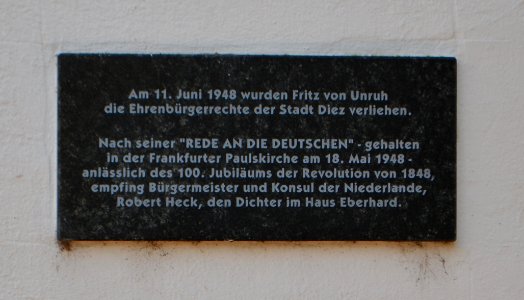 Am 11. Juni 1948 wurden Fritz von Unruh
die Ehrenbürgerrechte der Stadt Diez verliehen.
Nach seiner "REDE AN DIE DEUTSCHEN" - gehalten
in der Frankfurter Paulskirche am 18. Mai 1948 -
anlässlich des 100. Jubiläums der Revolution von 1848,
empfing Bürgermeister und Konsul der Niederlande,
Robert Heck, den Dichter im Haus Eberhard.